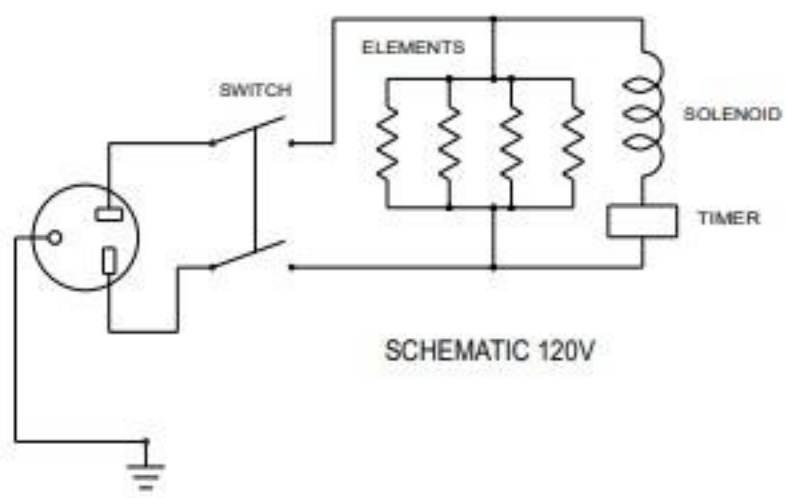 ELEMENTS
SWITCH
SOLENOID
TIMER
SCHEMATIC 120V